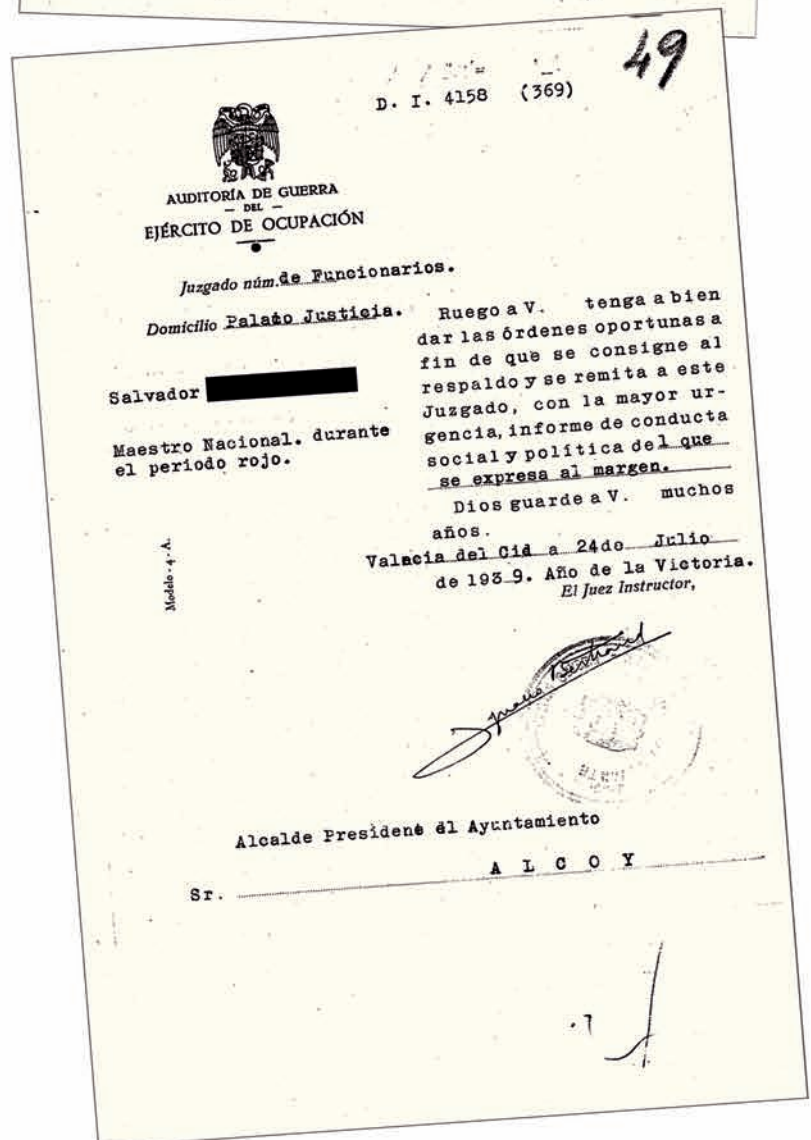 49
D. I. 4158 (369)
AUDITORÍA DE GUERRA
— DEL —
EJÉRCITO DE OCUPACIÓN
Juzgado núm. de Funcionarios.
Domicilio Palato Justicia.
Salvador
Maestro Nacional. durante
el periodo rojo.
Ruego a V. tenga a bien
dar las órdenes oportunas a
fin de que se consigne al
respaldo y se remita a este
Juzgado, con la mayor ur-
gencia, informe de conducta
social y política del que
se expresa al margen.
Dios guarde a V. muchos
años.
Valncia del Cid a 24do Julio
de 1939. Año de la Victoria.
El Juez Instructor,
Modelo - 4 - A.
Alcalde Presidene él Ayuntamiento
Sr. A L C O Y